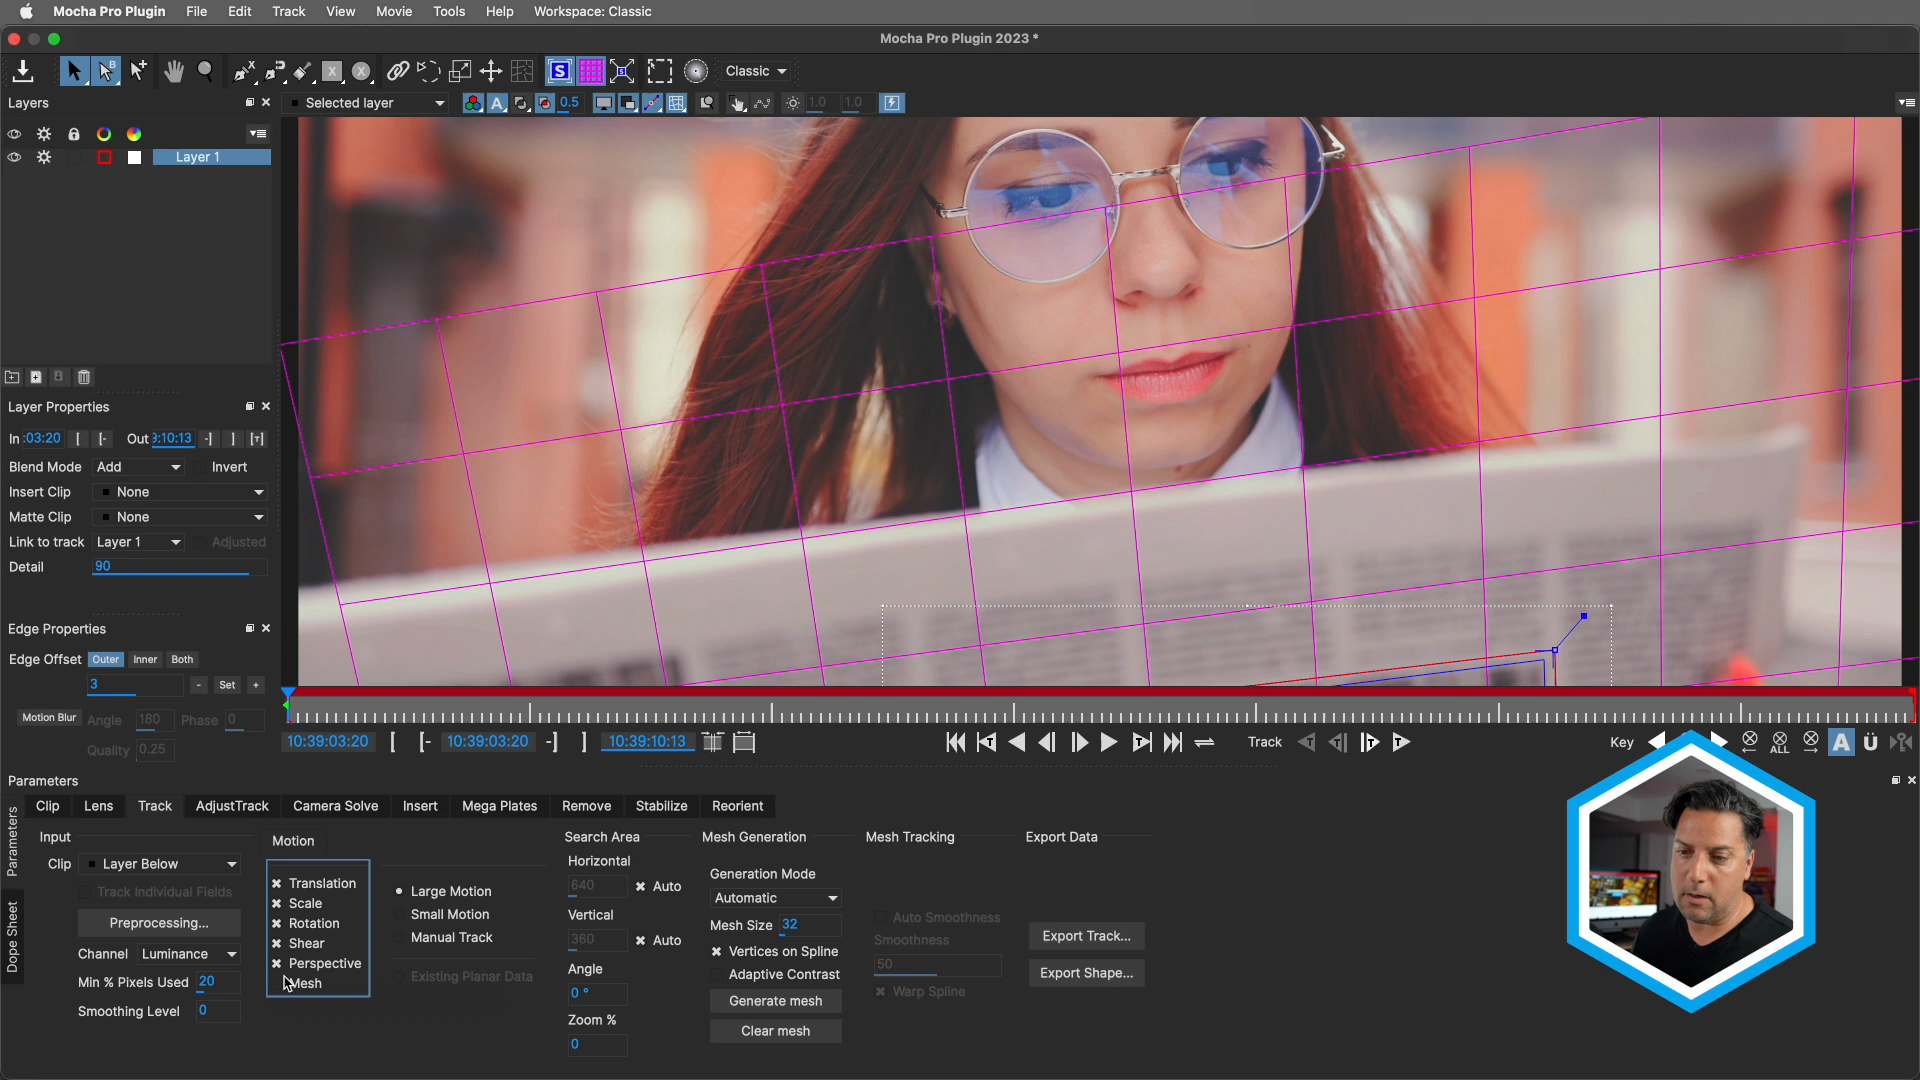 Mocha Pro Plugin File Edit Track View Movie Tools Help Workspace: Classic
Mocha Pro Plugin 2023 *
Classic
Layers
Selected layer
0.5
1.0 1.0
Layer 1
Layer Properties
In :03:20 [ [- Out 9:10:13 -] ] [T]
Blend Mode Add Invert
Insert Clip None
Matte Clip None
Link to track Layer 1 Adjusted
Detail 90
Edge Properties
Edge Offset Outer Inner Both
3 - Set +
Motion Blur Angle 180 Phase 0
Quality 0.25
10:39:03:20 [ [- 10:39:03:20 -] ] 10:39:10:13
Track
Key
ALL
Parameters
Clip Lens Track AdjustTrack Camera Solve Insert Mega Plates Remove Stabilize Reorient
Parameters
Dope Sheet
Input
Clip Layer Below
Track Individual Fields
Preprocessing...
Channel Luminance
Min % Pixels Used 20
Smoothing Level 0
Motion
Translation
Scale
Rotation
Shear
Perspective
Mesh
Large Motion
Small Motion
Manual Track
Existing Planar Data
Search Area
Horizontal
640 Auto
Vertical
360 Auto
Angle
0 °
Zoom %
0
Mesh Generation
Generation Mode
Automatic
Mesh Size 32
Vertices on Spline
Adaptive Contrast
Generate mesh
Clear mesh
Mesh Tracking
Auto Smoothness
Smoothness
50
Warp Spline
Export Data
Export Track...
Export Shape...